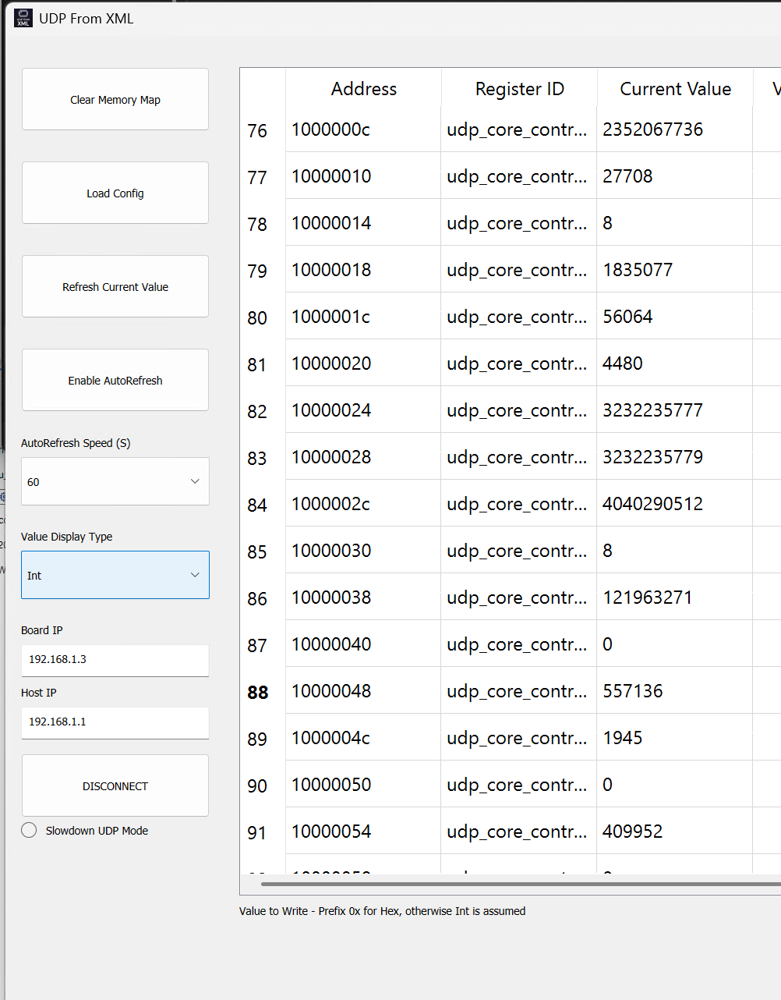 UDP From XML
Clear Memory Map
Load Config
Refresh Current Value
Enable AutoRefresh
AutoRefresh Speed (S)
60
Value Display Type
Int
Board IP
192.168.1.3
Host IP
192.168.1.1
DISCONNECT
Slowdown UDP Mode
Address Register ID Current Value V
76 1000000c udp_core_contr... 2352067736
77 10000010 udp_core_contr... 27708
78 10000014 udp_core_contr... 8
79 10000018 udp_core_contr... 1835077
80 1000001c udp_core_contr... 56064
81 10000020 udp_core_contr... 4480
82 10000024 udp_core_contr... 3232235777
83 10000028 udp_core_contr... 3232235779
84 1000002c udp_core_contr... 4040290512
85 10000030 udp_core_contr... 8
86 10000038 udp_core_contr... 121963271
87 10000040 udp_core_contr... 0
88 10000048 udp_core_contr... 557136
89 1000004c udp_core_contr... 1945
90 10000050 udp_core_contr... 0
91 10000054 udp_core_contr... 409952
Value to Write - Prefix 0x for Hex, otherwise Int is assumed